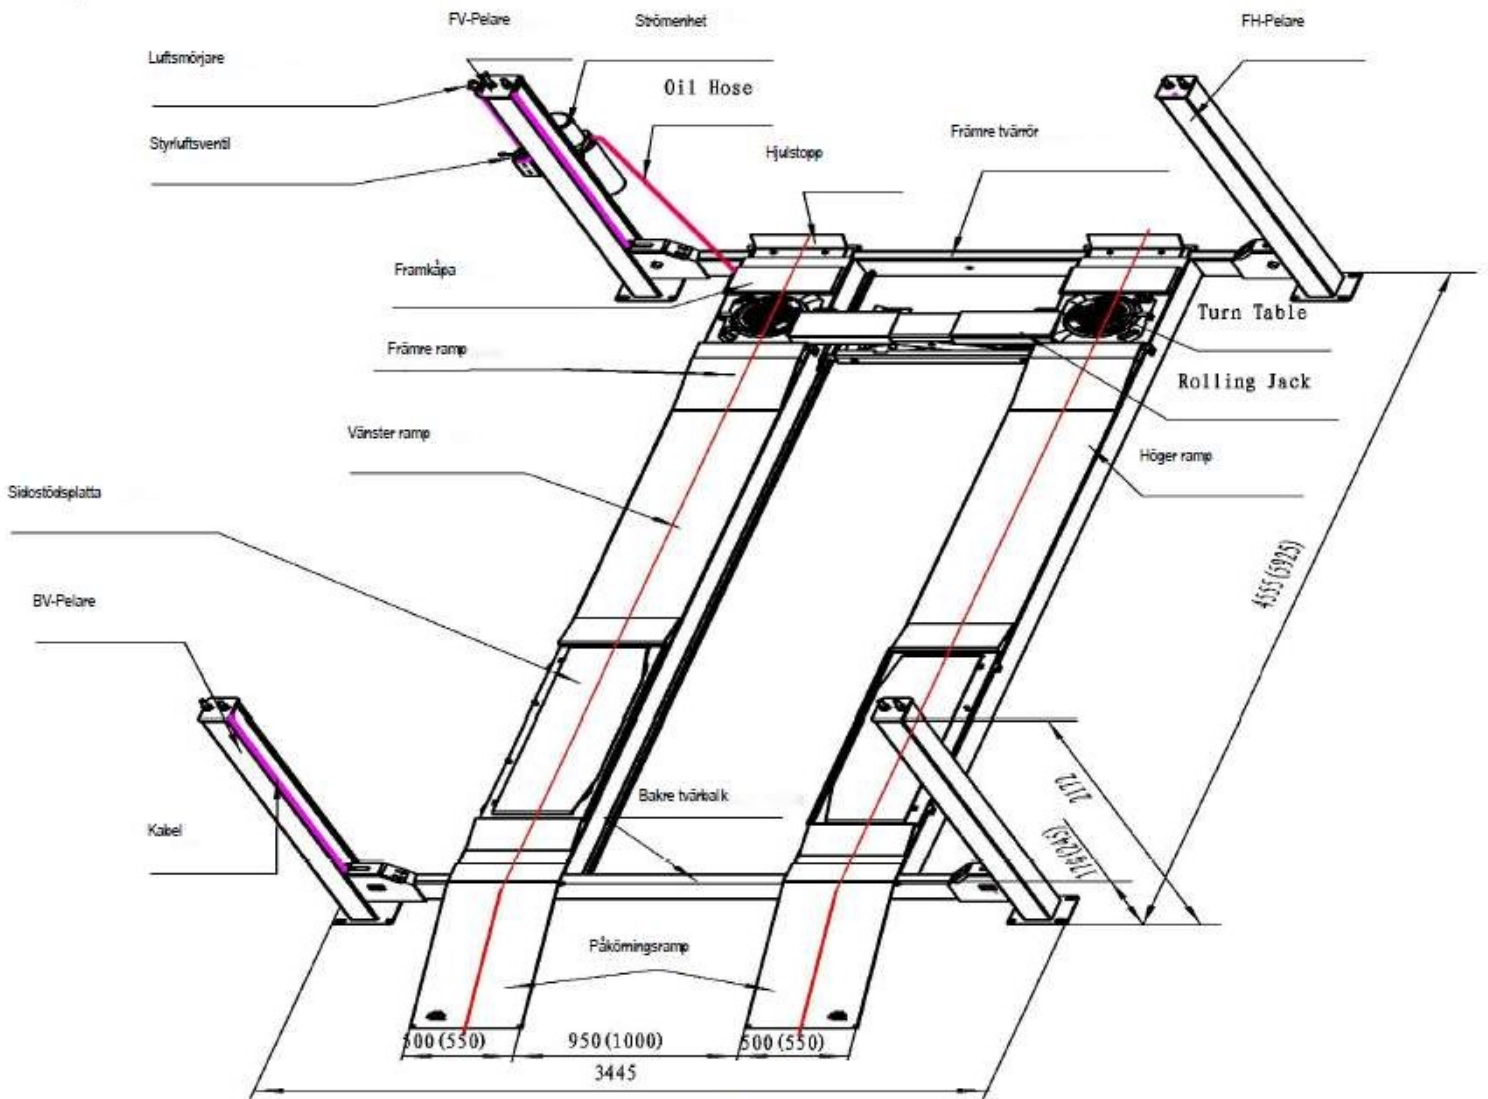 FV-Pelare
Strömenhet
FH-Pelare
Luftsmörjare
Oil Hose
Styrluftsventil
Främre tvärrör
Hjulstopp
Framkåpa
Turn Table
Främre ramp
Rolling Jack
Vänster ramp
Höger ramp
Sidostödsplatta
4555(5925)
BV-Pelare
2172
Bakre tvärbalk
Kabel
174(245)
Påkörningsramp
500(550)
950(1000)
500(550)
3445